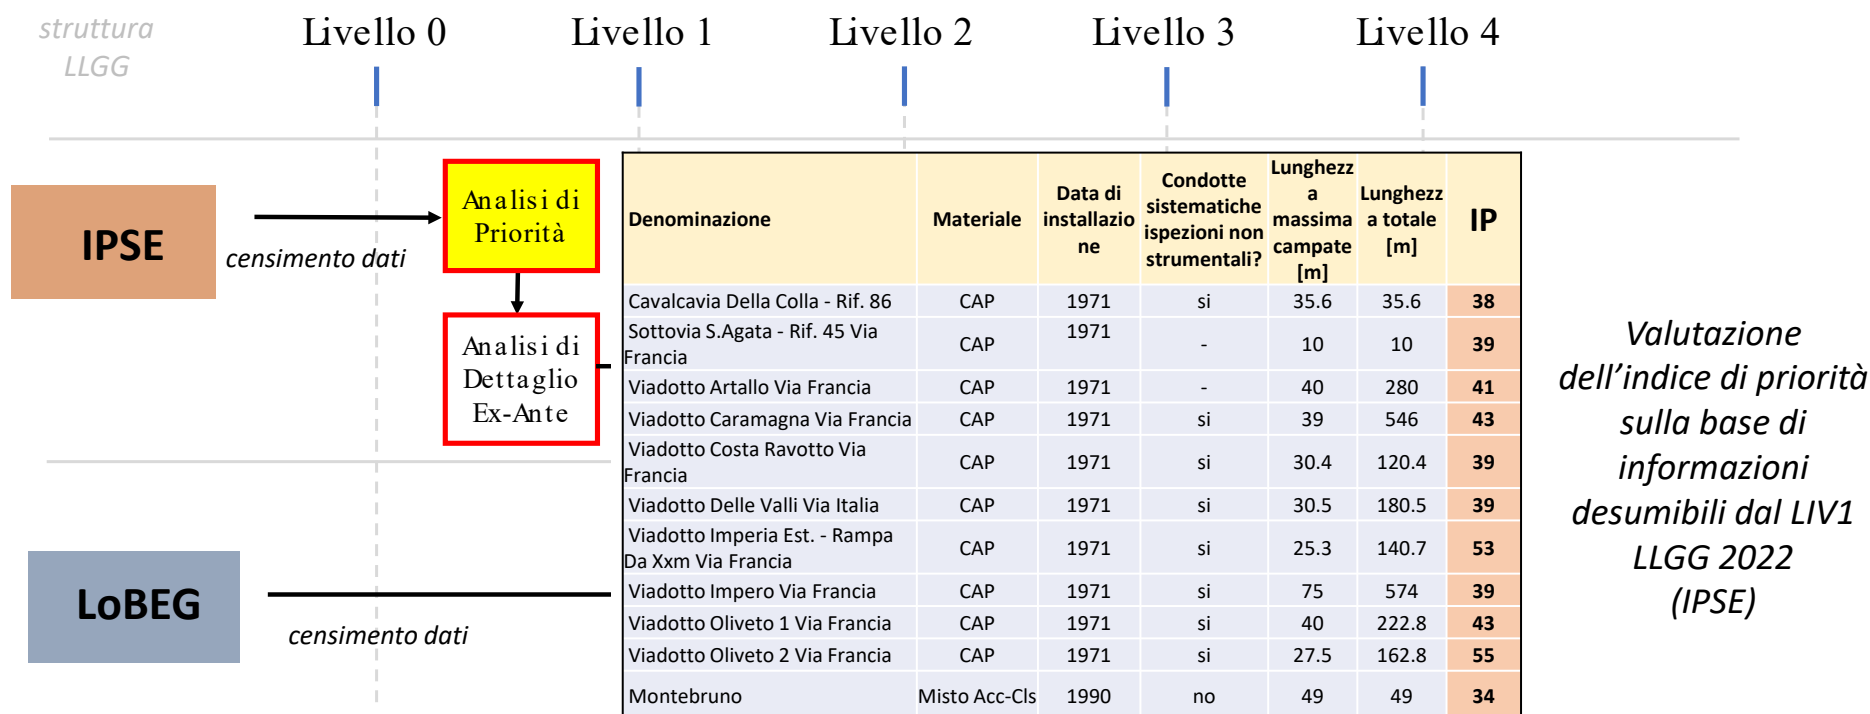 struttura
LLGG
Livello 0
Livello 1
Livello 2
Livello 3
Livello 4
IPSE
censimento dati
Analisi di
Priorità
Analisi di
Dettaglio
Ex-Ante
LoBEG
censimento dati
Denominazione Materiale Data di installazio ne Condotte sistematiche ispezioni non strumentali? Lunghezz a massima campate [m] Lunghezz a totale [m] IP
Cavalcavia Della Colla - Rif. 86 CAP 1971 si 35.6 35.6 38
Sottovia S.Agata - Rif. 45 Via
Francia CAP 1971 - 10 10 39
Viadotto Artallo Via Francia CAP 1971 - 40 280 41
Viadotto Caramagna Via Francia CAP 1971 si 39 546 43
Viadotto Costa Ravotto Via
Francia CAP 1971 si 30.4 120.4 39
Viadotto Delle Valli Via Italia CAP 1971 si 30.5 180.5 39
Viadotto Imperia Est. - Rampa
Da Xxm Via Francia CAP 1971 si 25.3 140.7 53
Viadotto Impero Via Francia CAP 1971 si 75 574 39
Viadotto Oliveto 1 Via Francia CAP 1971 si 40 222.8 43
Viadotto Oliveto 2 Via Francia CAP 1971 si 27.5 162.8 55
Montebruno Misto Acc-Cls 1990 no 49 49 34
Valutazione
dell'indice di priorità
sulla base di
informazioni
desumibili dal LIV1
LLGG 2022
(IPSE)